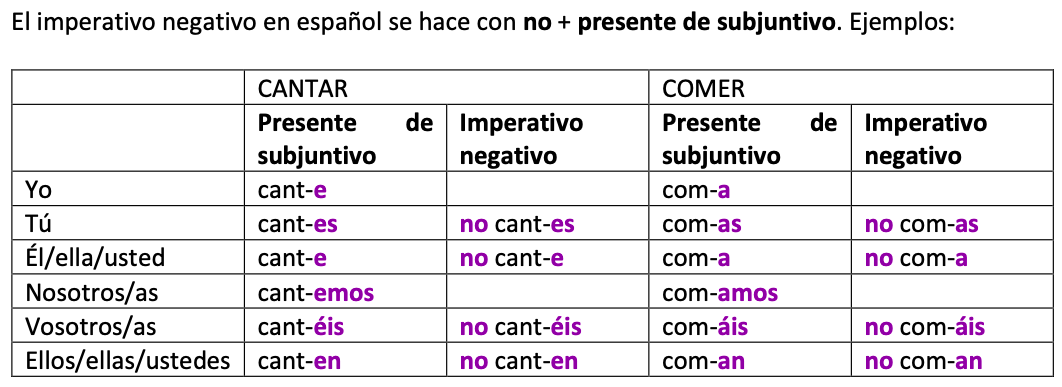 El imperativo negativo en español se hace con no + presente de subjuntivo. Ejemplos:
CANTAR COMER
Presente de Imperativo Presente de Imperativo
subjuntivo negativo subjuntivo negativo
Yo cant-e com-a
Tú cant-es no cant-es com-as no com-as
Él/ella/usted cant-e no cant-e com-a no com-a
Nosotros/as cant-emos com-amos
Vosotros/as cant-éis no cant-éis com-áis no com-áis
Ellos/ellas/ustedes cant-en no cant-en com-an no com-an